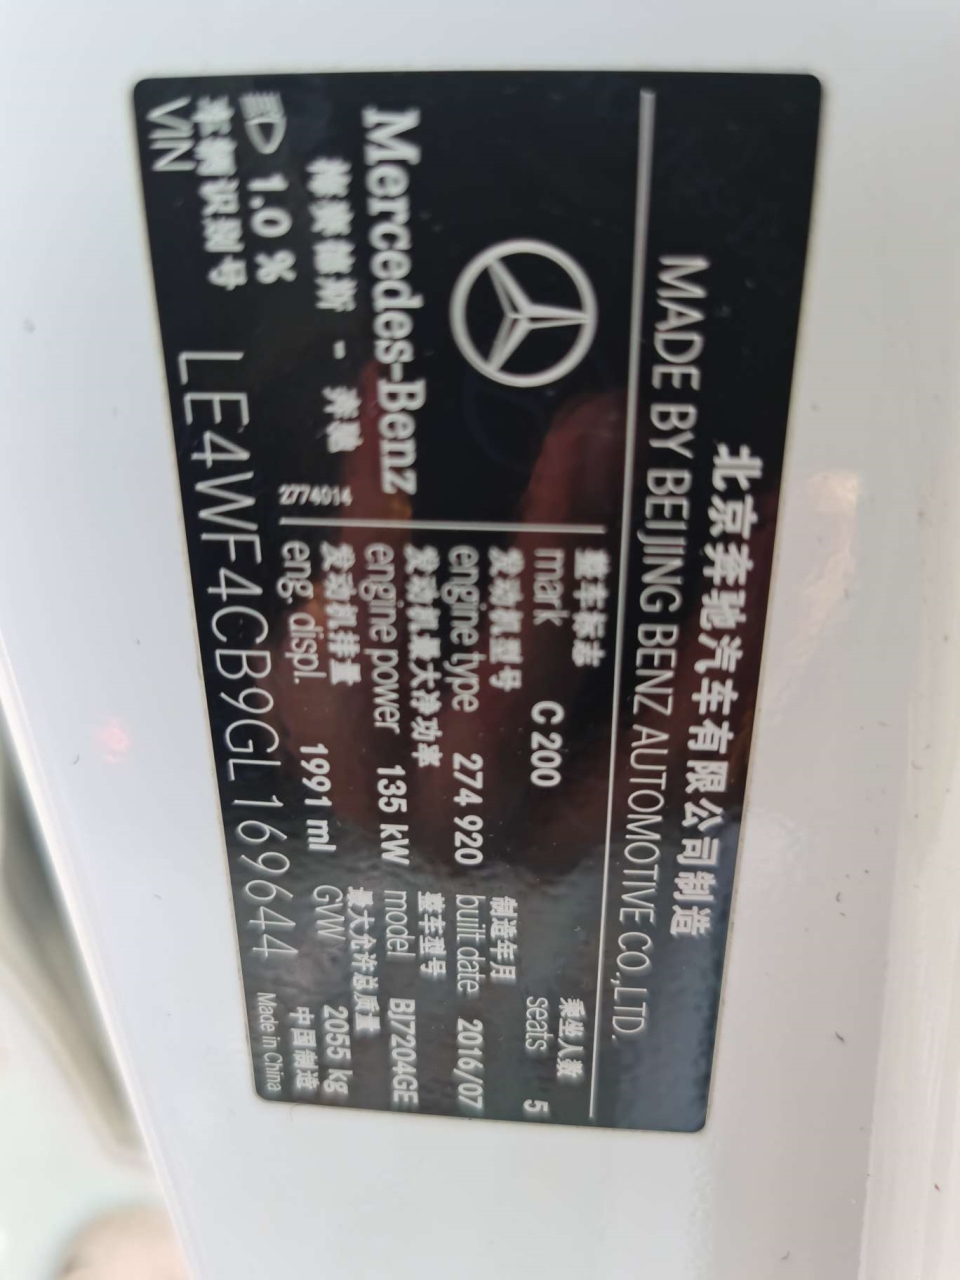 北京奔驰汽车有限公司制造
MADE BY BEIJING BENZ AUTOMOTIVE CO.,LTD.
Mercedes-Benz
梅赛德斯 - 奔驰
2774014
整车标志
mark C 200
乘坐人数
seats 5
发动机型号
engine type 274 920
制造年月
built date 2016/07
发动机最大净功率
engine power 135 kW
整车型号
model BJ7204GE
发动机排量
eng. displ. 1991 ml
最大允许总质量
GVW 2055 kg
1.0 %
中国制造
Made in China
车辆识别号
VIN LE4WF4CB9GL169644